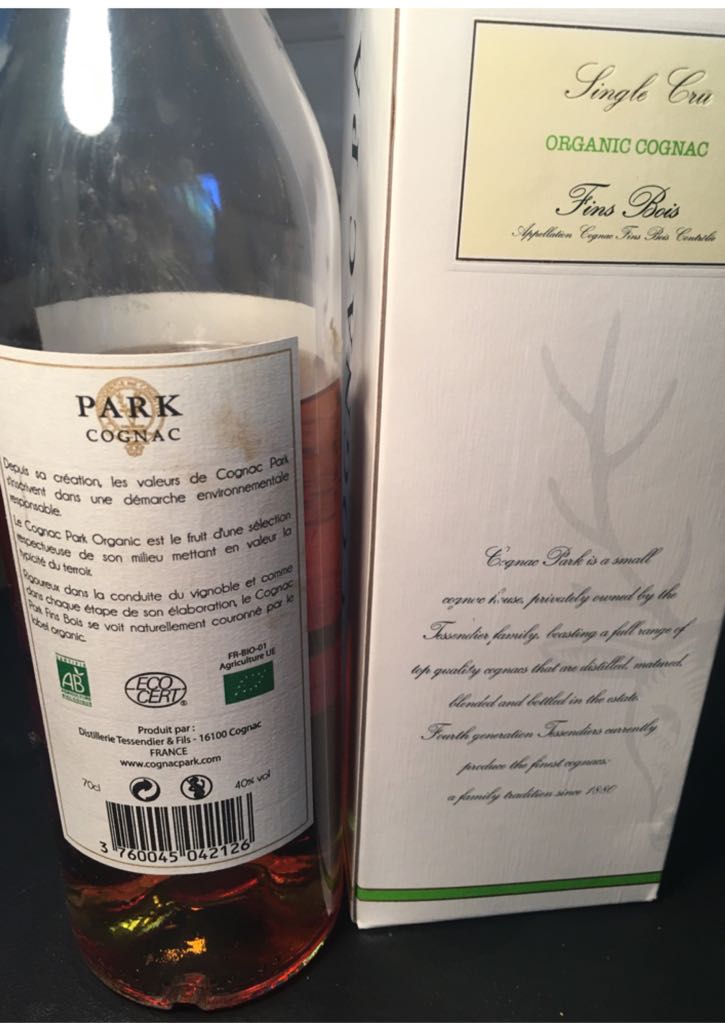 PARK
COGNAC
Depuis sa création, les valeurs de Cognac Park
s'inscrivent dans une démarche environnementale
responsable.
Le Cognac Park Organic est le fruit d'une sélection
respectueuse de son milieu mettant en valeur la
typicité du terroir.
Rigoureux dans la conduite du vignoble et comme
dans chaque étape de son élaboration, le Cognac
Park Fins Bois se voit naturellement couronné par le
label organic.
AB
ECO
CERT®
FR-BIO-01
Agriculture UE
Produit par :
Distillerie Tessendier & Fils - 16100 Cognac
FRANCE
www.cognacpark.com
70cl
40% vol
3 760045 042126
COGNAC PA
Single Cru
ORGANIC COGNAC
Fins Bois
Appellation Cognac Fins Bois Contrôlée
Cognac Park is a small
cognac house, privately owned by the
Tessendier family, boasting a full range of
top quality cognacs that are distilled, matured,
blended and bottled in the estate.
Fourth generation Tessendiers currently
produce the finest cognacs:
a family tradition since 1880